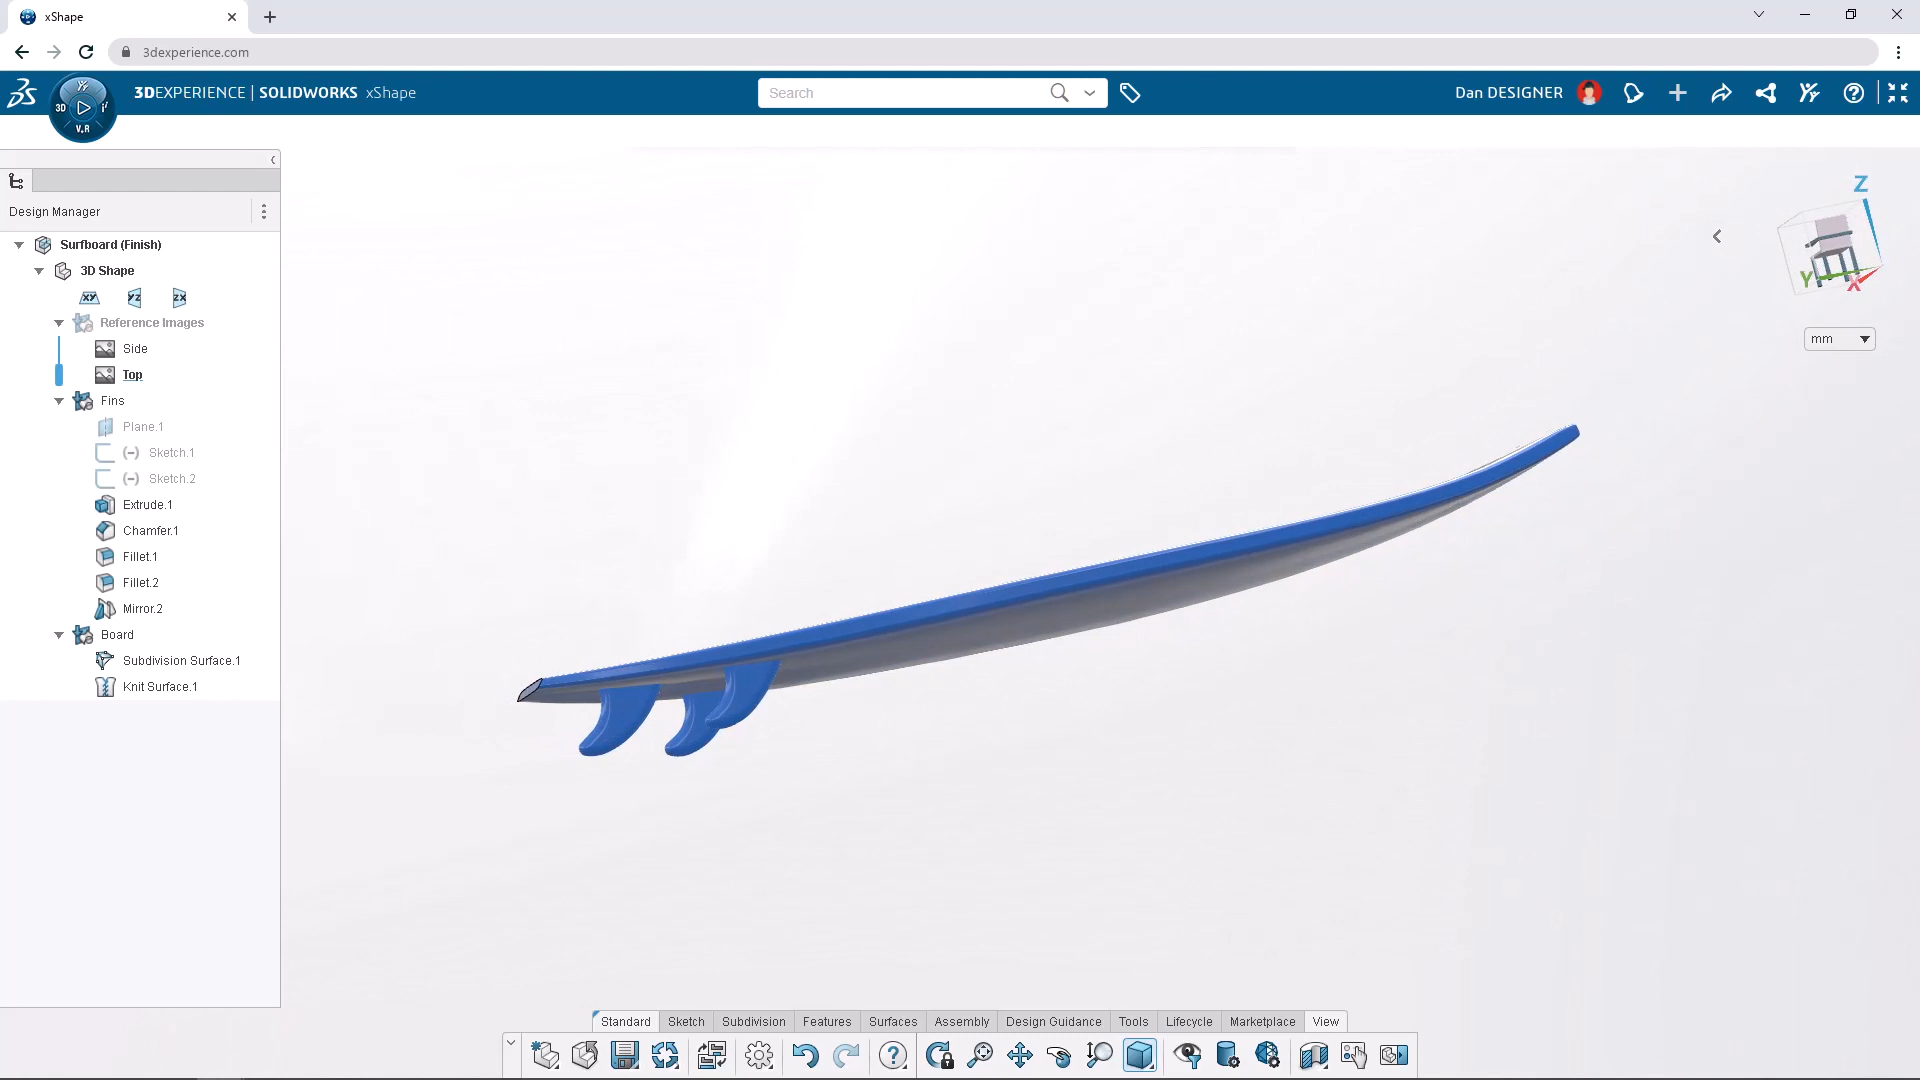 xShape
3dexperience.com
3DEXPERIENCE | SOLIDWORKS xShape
Search
Dan DESIGNER
3D
V.R
Design Manager
Surfboard (Finish)
3D Shape
XY YZ ZX
Reference Images
Side
Top
Fins
Plane.1
(-) Sketch.1
(-) Sketch.2
Extrude.1
Chamfer.1
Fillet.1
Fillet.2
Mirror.2
Board
Subdivision Surface.1
Knit Surface.1
Z
Y
X
mm
Standard Sketch Subdivision Features Surfaces Assembly Design Guidance Tools Lifecycle Marketplace View